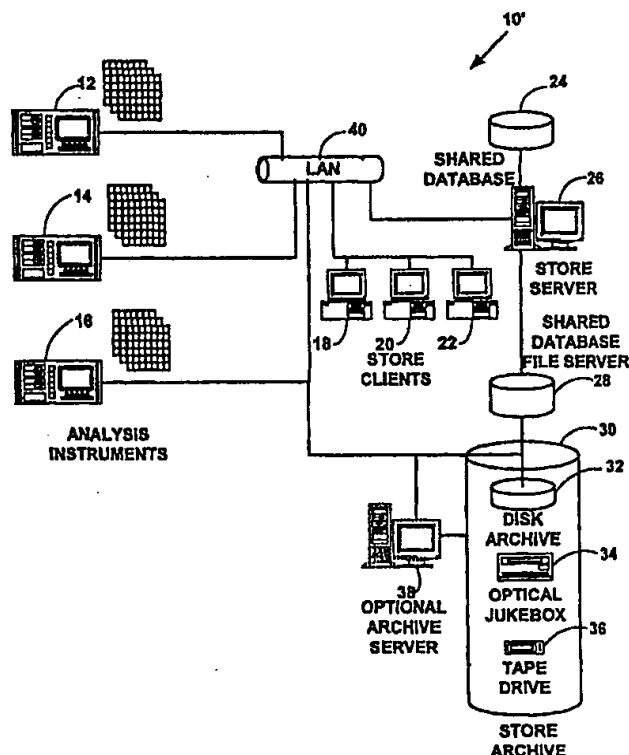 10'
12
24
40
LAN
SHARED
DATABASE
26
14
STORE
SERVER
18
20
22
STORE
CLIENTS
SHARED
DATABASE
FILE SERVER
16
28
ANALYSIS
INSTRUMENTS
30
32
DISK
ARCHIVE
34
38
OPTIONAL
ARCHIVE
SERVER
OPTICAL
JUKEBOX
36
TAPE
DRIVE
STORE
ARCHIVE